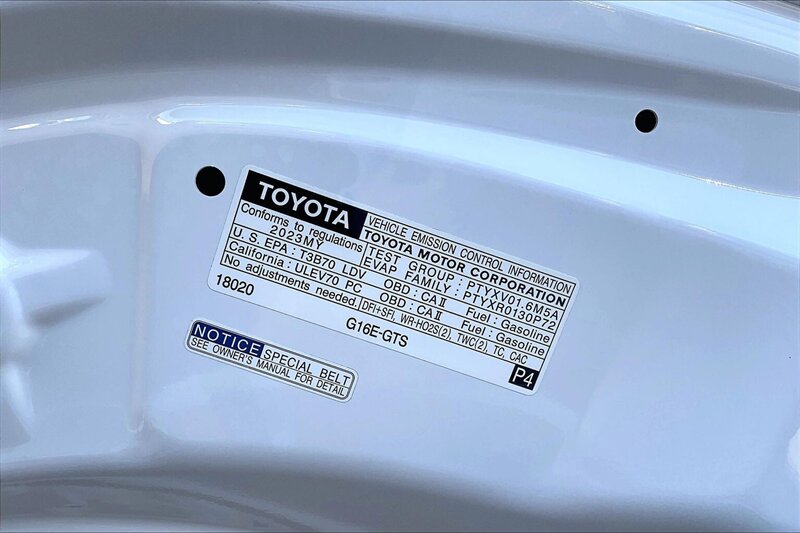 TOYOTA
VEHICLE EMISSION CONTROL INFORMATION
TOYOTA MOTOR CORPORATION
Conforms to regulations
2023MY
TEST GROUP : PTYXV01.6M5A
EVAP FAMILY : PTYXR0130P72
U. S. EPA : T3B70 LDV OBD : CAⅡ Fuel : Gasoline
California : ULEV70 PC OBD : CAⅡ Fuel : Gasoline
No adjustments needed. DFI+SFI, WR-HO2S(2), TWC(2), TC, CAC
18020
G16E-GTS
P4
NOTICE SPECIAL BELT
SEE OWNER'S MANUAL FOR DETAIL